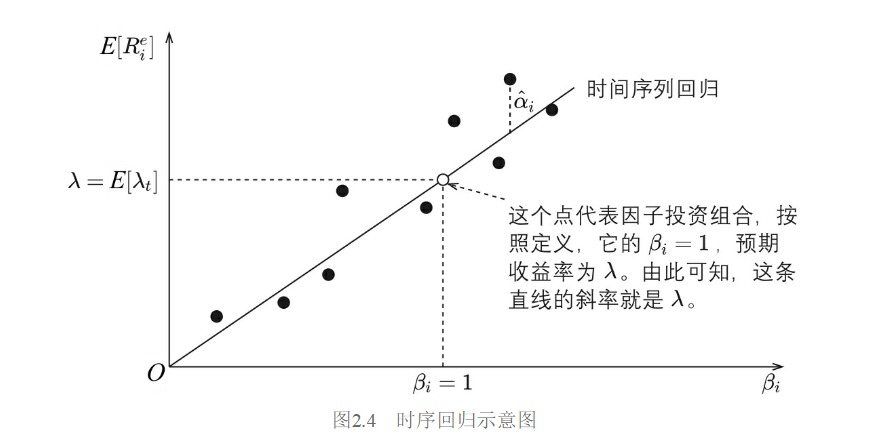 E[R_i^e]
时间序列回归
α̂_i
λ = E[λ_t]
这个点代表因子投资组合，按
照定义，它的 β_i = 1，预期
收益率为 λ。由此可知，这条
直线的斜率就是 λ。
O
β_i = 1
β_i
图2.4 时序回归示意图